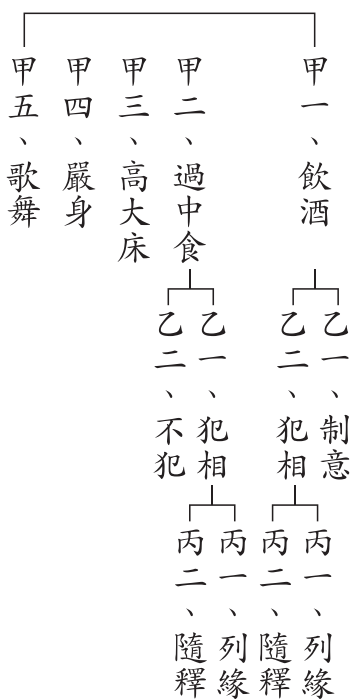 甲一、飲酒
乙一、制意
乙二、犯相
丙一、列緣
丙二、隨釋
甲二、過中食
乙一、犯相
丙一、列緣
丙二、隨釋
乙二、不犯
甲三、高大床
甲四、嚴身
甲五、歌舞